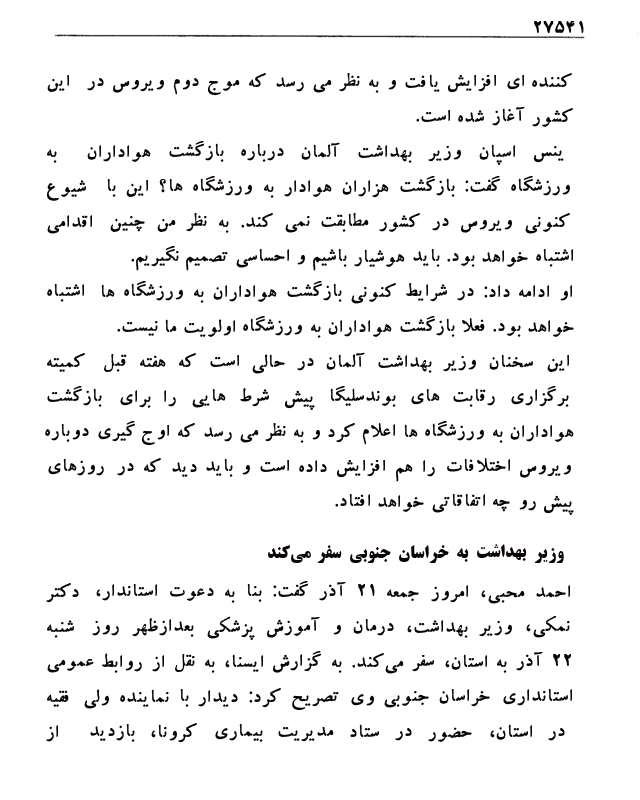 ۲۷۵۴۱
کننده ای افزایش یافت و به نظر می رسد که موج دوم ویروس در این
کشور آغاز شده است.
ینس اسپان وزیر بهداشت آلمان درباره بازگشت هواداران به
ورزشگاه گفت: بازگشت هزاران هوادار به ورزشگاه ها؟ این با شیوع
کنونی ویروس در کشور مطابقت نمی کند. به نظر من چنین اقدامی
اشتباه خواهد بود. باید هوشیار باشیم و احساسی تصمیم نگیریم.
او ادامه داد: در شرایط کنونی بازگشت هواداران به ورزشگاه ها اشتباه
خواهد بود. فعلا بازگشت هواداران به ورزشگاه اولویت ما نیست.
این سخنان وزیر بهداشت آلمان در حالی است که هفته قبل کمیته
برگزاری رقابت های بوندسلیگا پیش شرط هایی را برای بازگشت
هواداران به ورزشگاه ها اعلام کرد و به نظر می رسد که اوج گیری دوباره
ویروس اختلافات را هم افزایش داده است و باید دید که در روزهای
پیش رو چه اتفاقاتی خواهد افتاد.
وزیر بهداشت به خراسان جنوبی سفر می‌کند
احمد محبی، امروز جمعه ۲۱ آذر گفت: بنا به دعوت استاندار، دکتر
نمکی، وزیر بهداشت، درمان و آموزش پزشکی بعدازظهر روز شنبه
۲۲ آذر به استان، سفر می‌کند. به گزارش ایسنا، به نقل از روابط عمومی
استانداری خراسان جنوبی وی تصریح کرد: دیدار با نماینده ولی فقیه
در استان، حضور در ستاد مدیریت بیماری کرونا، بازدید از